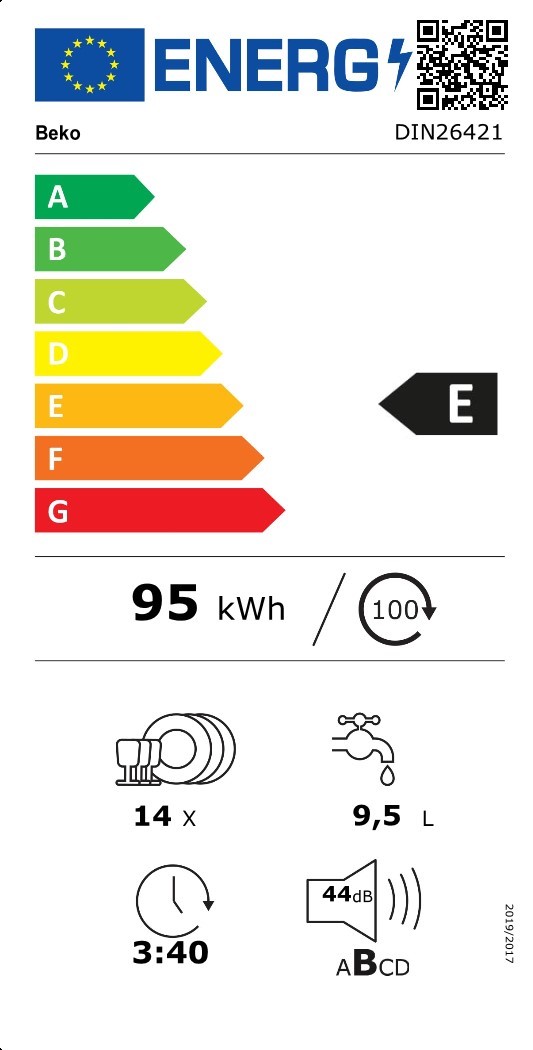 ENERG
Beko DIN26421
A
B
C
D
E
E
F
G
95 kWh / 100
14 X 9,5 L
44dB
3:40
ABCD
2019/2017